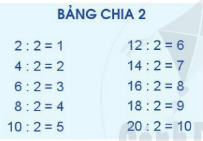 BẢNG CHIA 2
2 : 2 = 1
4 : 2 = 2
6 : 2 = 3
8 : 2 = 4
10 : 2 = 5
12 : 2 = 6
14 : 2 = 7
16 : 2 = 8
18 : 2 = 9
20 : 2 = 10